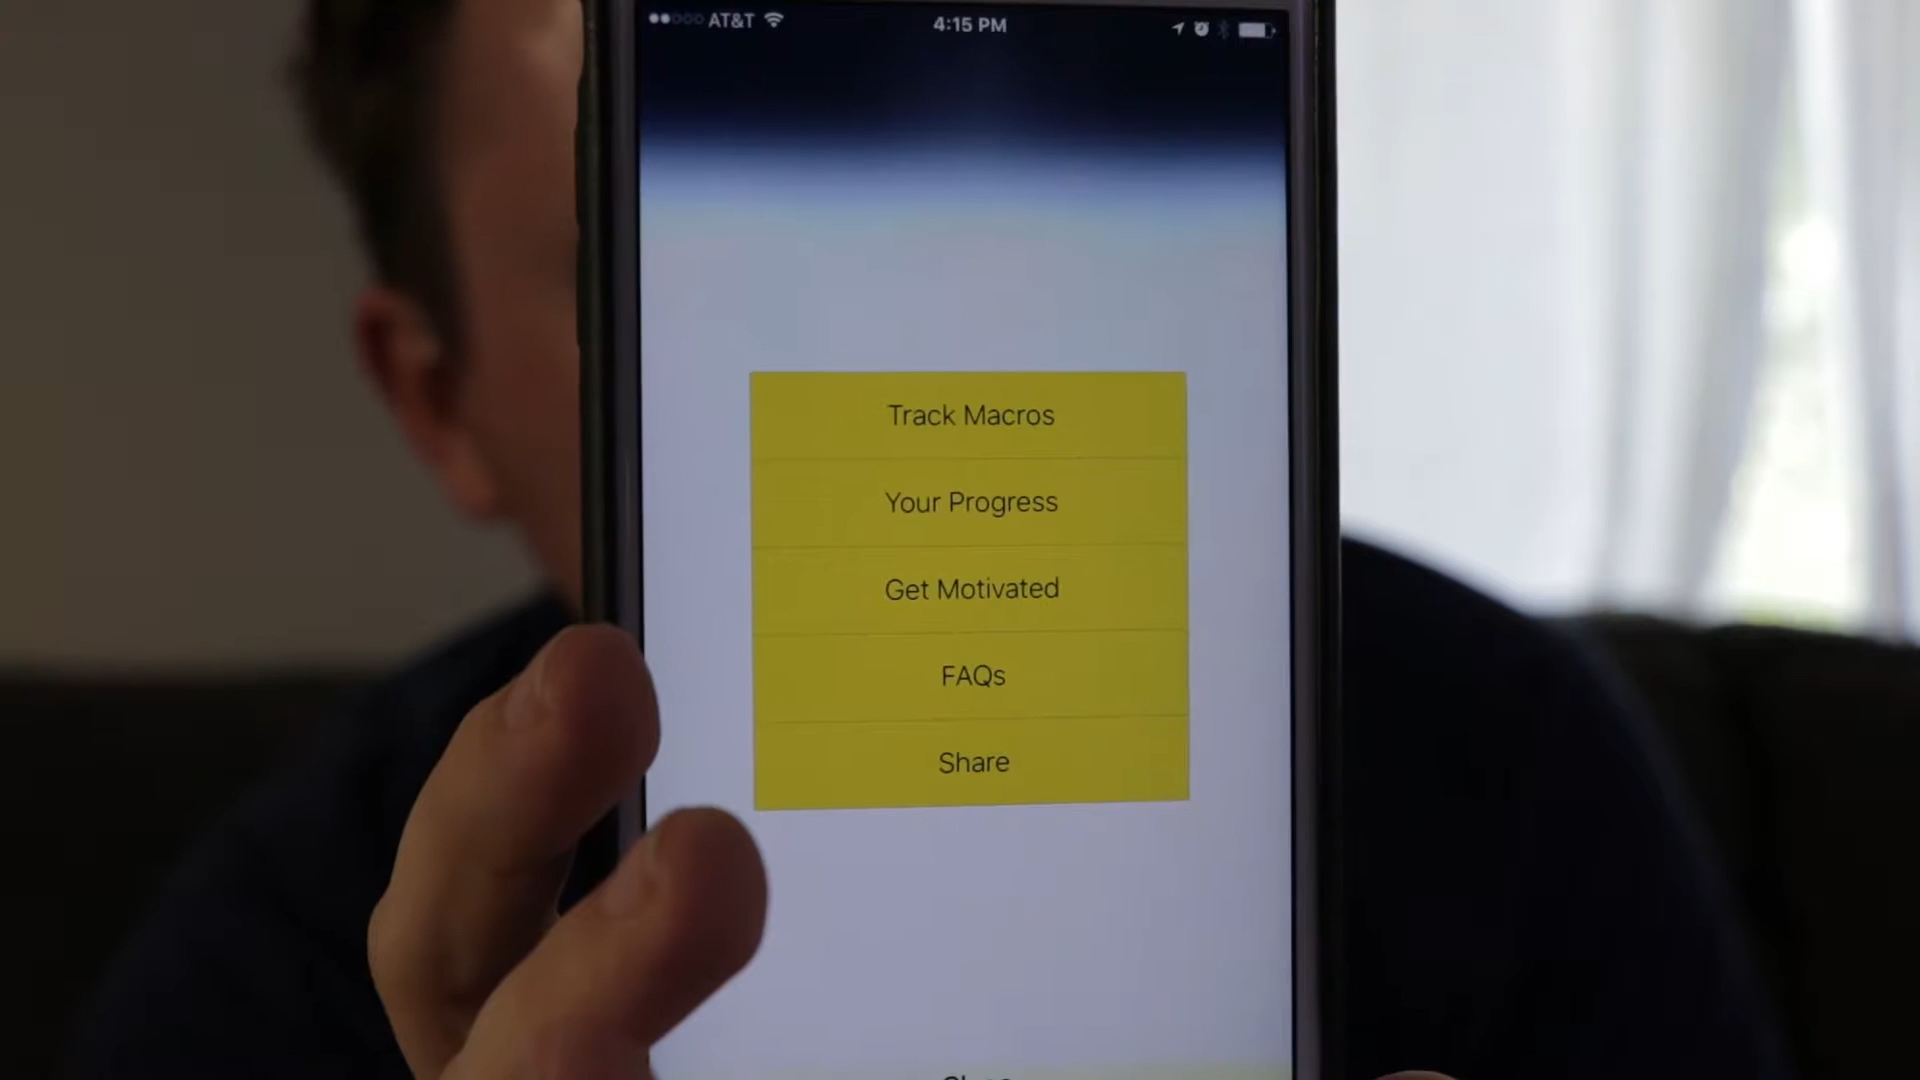 AT&T
4:15 PM
Track Macros
Your Progress
Get Motivated
FAQs
Share